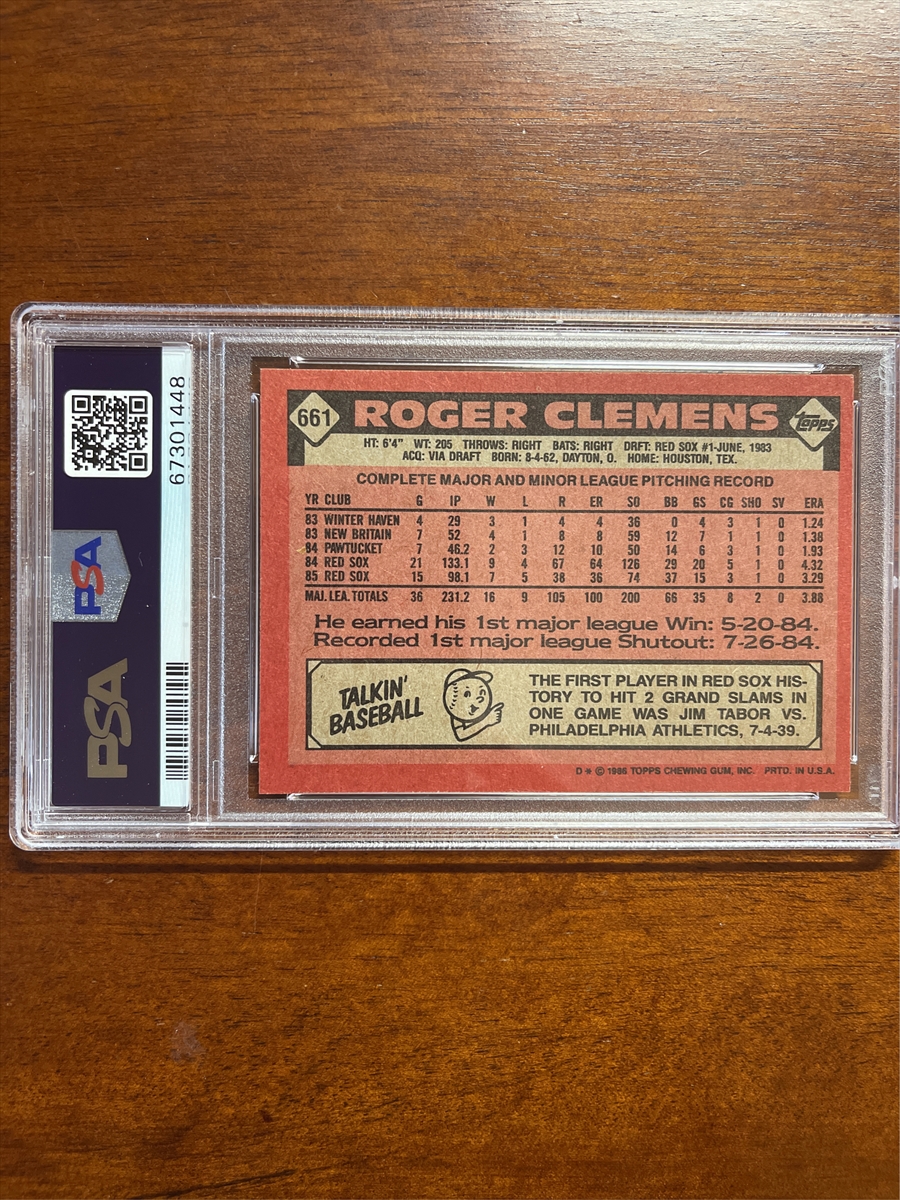 67301448
PSA
PSA
661 ROGER CLEMENS Topps
HT: 6'4" WT: 205 THROWS: RIGHT BATS: RIGHT DRFT: RED SOX #1-JUNE, 1983
ACQ: VIA DRAFT BORN: 8-4-62, DAYTON, O. HOME: HOUSTON, TEX.
COMPLETE MAJOR AND MINOR LEAGUE PITCHING RECORD
YR CLUB G IP W L R ER SO BB GS CG SHO SV ERA
83 WINTER HAVEN 4 29 3 1 4 4 36 0 4 3 1 0 1.24
83 NEW BRITAIN 7 52 4 1 8 8 59 12 7 1 1 0 1.38
84 PAWTUCKET 7 46.2 2 3 12 10 50 14 6 3 1 0 1.93
84 RED SOX 21 133.1 9 4 67 64 126 29 20 5 1 0 4.32
85 RED SOX 15 98.1 7 5 38 36 74 37 15 3 1 0 3.29
MAJ. LEA. TOTALS 36 231.2 16 9 105 100 200 66 35 8 2 0 3.88
He earned his 1st major league Win: 5-20-84.
Recorded 1st major league Shutout: 7-26-84.
TALKIN'
BASEBALL
THE FIRST PLAYER IN RED SOX HIS-
TORY TO HIT 2 GRAND SLAMS IN
ONE GAME WAS JIM TABOR VS.
PHILADELPHIA ATHLETICS, 7-4-39.
D* © 1986 TOPPS CHEWING GUM, INC. PRTD. IN U.S.A.